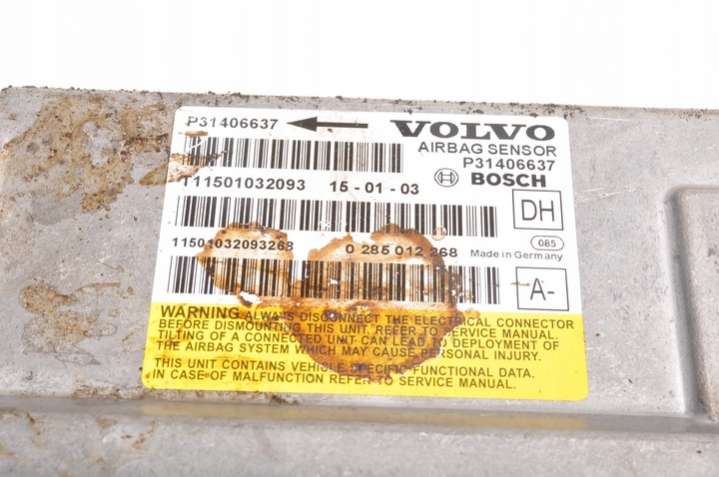 P31406637 VOLVO
AIRBAG SENSOR
P31406637
BOSCH
111501032093 15-01-03
DH
11501032093268 0 285 012 268
085
Made in Germany
A-
WARNING ALWAYS DISCONNECT THE ELECTRICAL CONNECTOR
BEFORE DISMOUNTING THIS UNIT. REFER TO SERVICE MANUAL.
TILTING OF A CONNECTED UNIT CAN LEAD TO DEPLOYMENT OF
THE AIRBAG SYSTEM WHICH MAY CAUSE PERSONAL INJURY.
THIS UNIT CONTAINS VEHICLE SPECIFIC FUNCTIONAL DATA.
IN CASE OF MALFUNCTION REFER TO SERVICE MANUAL.